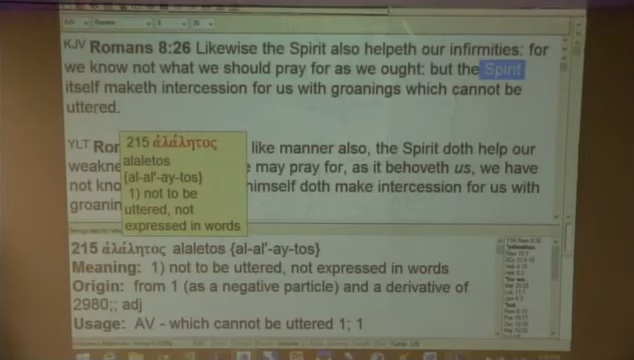 KJV Romans 8:26 Likewise the Spirit also helpeth our infirmities: for
we know not what we should pray for as we ought: but the Spirit
itself maketh intercession for us with groanings which cannot be
uttered.
YLT Ror like manner also, the Spirit doth help our
weakne may pray for, as it behoveth us, we have
not kno himself doth make intercession for us with
groanin
215 ἀλάλητος
alaletos
{al-al'-ay-tos}
1) not to be
uttered, not
expressed in words
215 ἀλάλητος alaletos {al-al'-ay-tos}
Meaning: 1) not to be uttered, not expressed in words
Origin: from 1 (as a negative particle) and a derivative of
2980;; adj
Usage: AV - which cannot be uttered 1; 1